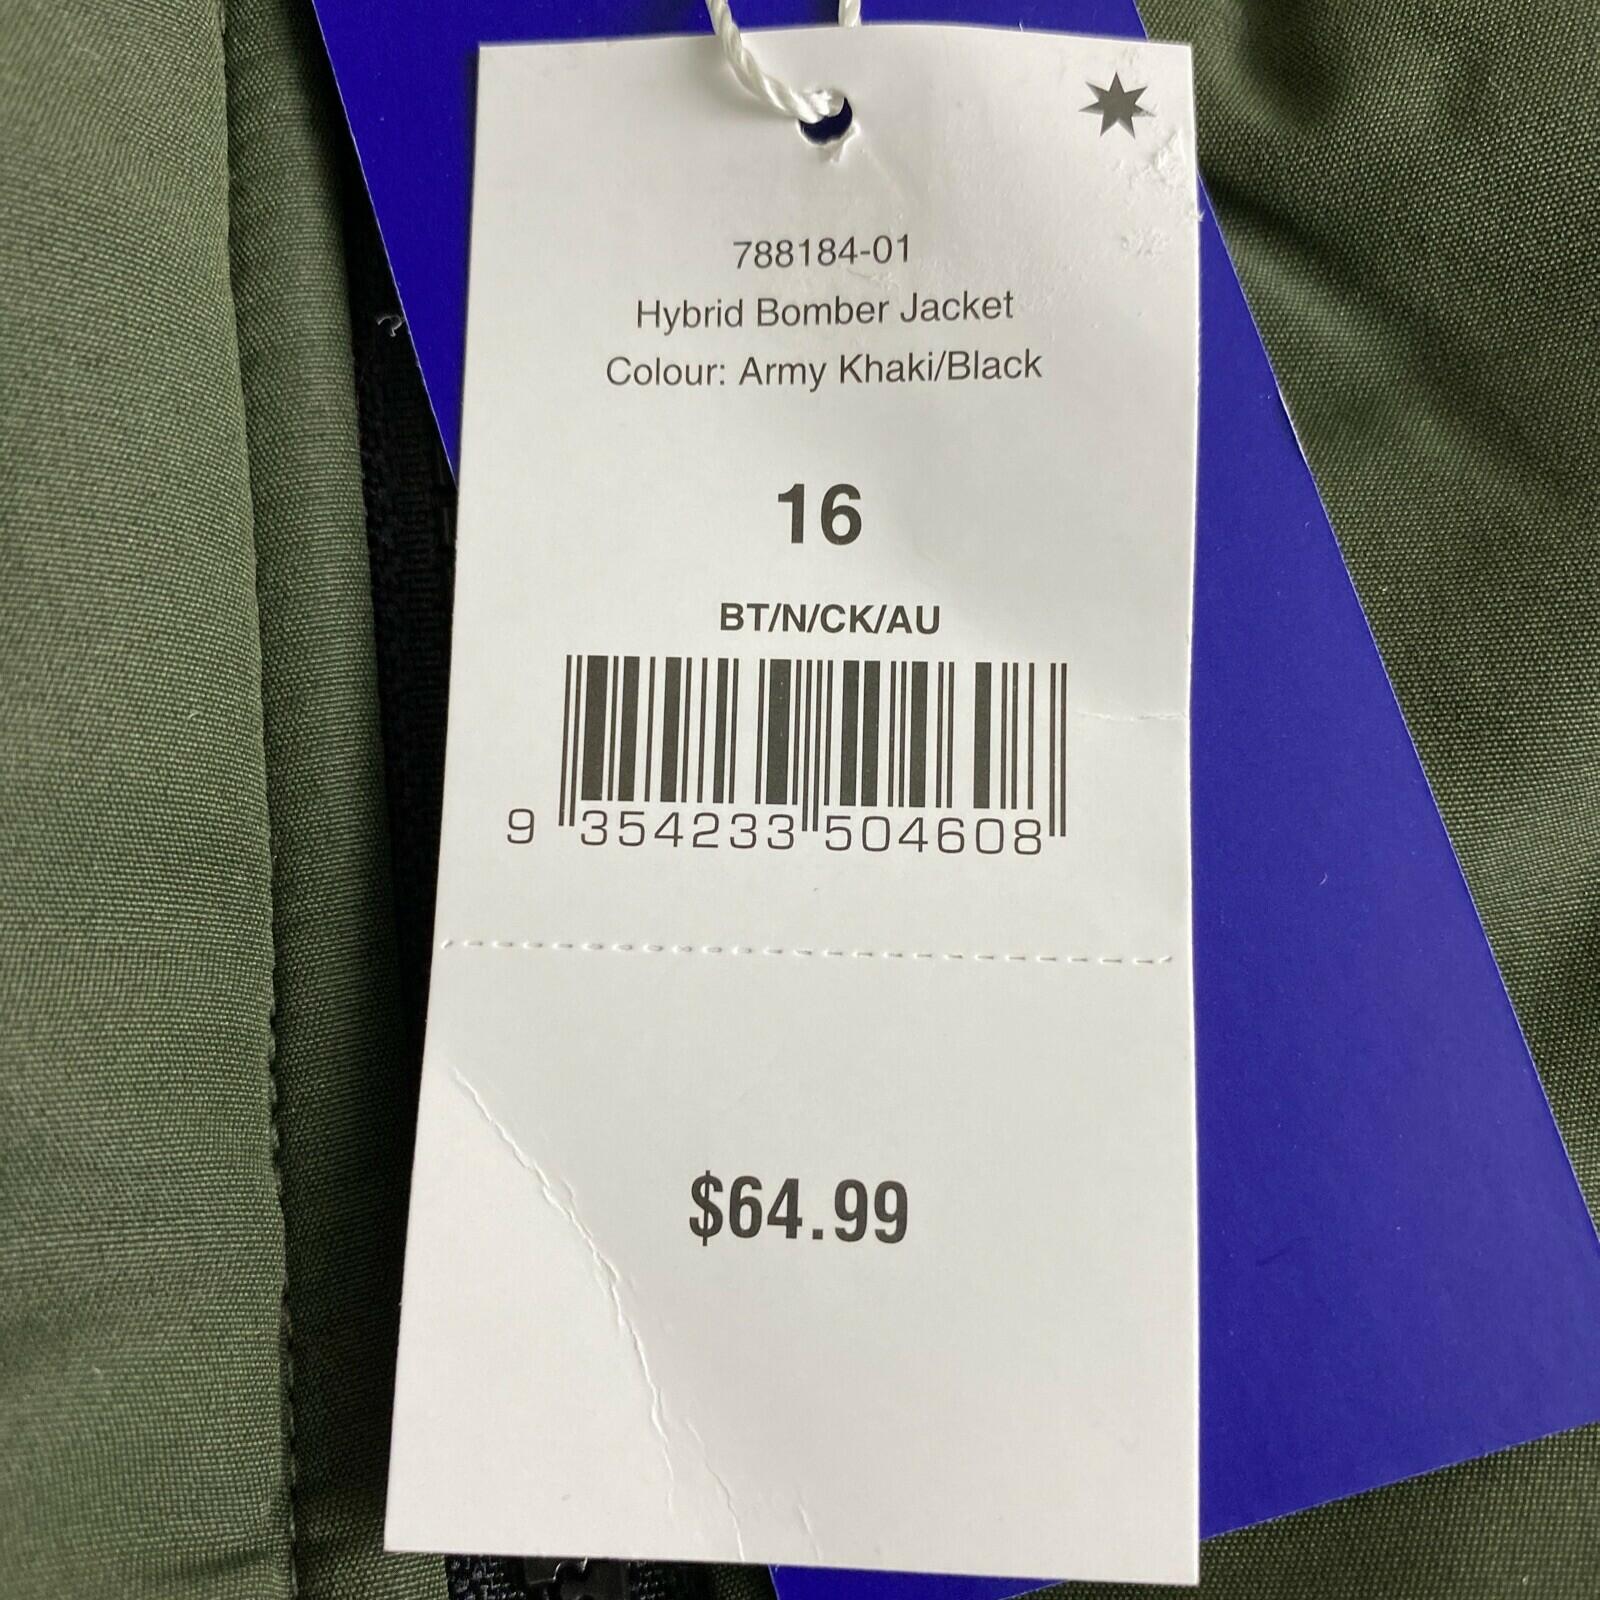 788184-01
Hybrid Bomber Jacket
Colour: Army Khaki/Black
16
BT/N/CK/AU
9 354233 504608
$64.99